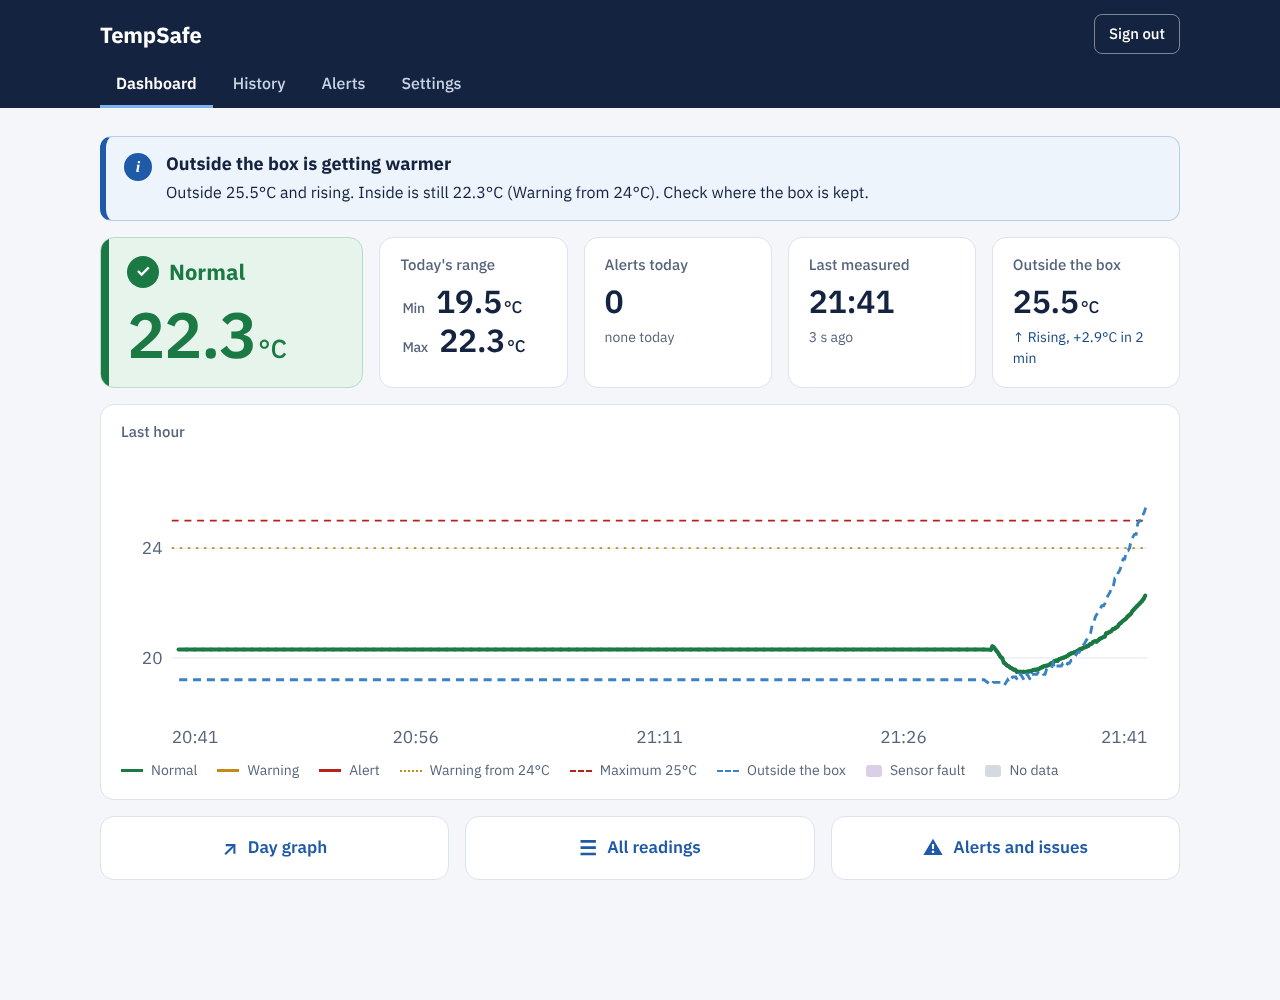 TempSafe
Sign out
Dashboard History Alerts Settings
i
Outside the box is getting warmer
Outside 25.5°C and rising. Inside is still 22.3°C (Warning from 24°C). Check where the box is kept.
Normal
22.3°C
Today's range
Min 19.5°C
Max 22.3°C
Alerts today
0
none today
Last measured
21:41
3 s ago
Outside the box
25.5°C
↑ Rising, +2.9°C in 2
min
Last hour
24
20
20:41 20:56 21:11 21:26 21:41
Normal Warning Alert Warning from 24°C Maximum 25°C Outside the box Sensor fault No data
Day graph
All readings
Alerts and issues